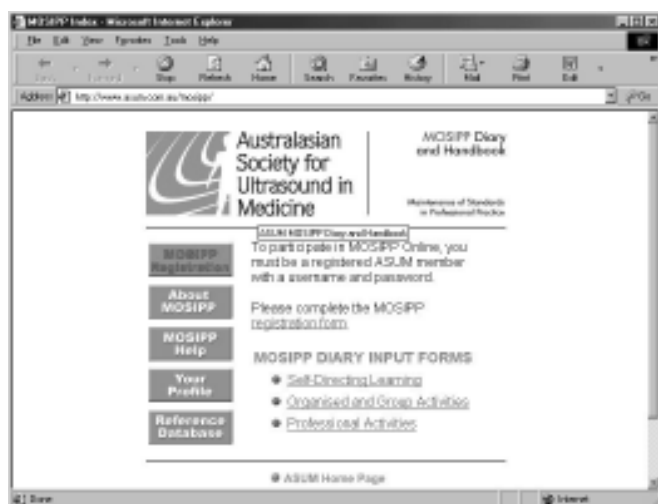 MOSIPP Index - Microsoft Internet Explorer
File Edit View Favorites Tools Help
Back Forward Stop Refresh Home Search Favorites History Mail Print Edit
Address http://www.asum.com.au/mosipp/ Go
Australasian
Society for
Ultrasound in
Medicine
MOSIPP Diary
and Handbook
Maintenance of Standards
in Professional Practice
ASUM MOSIPP Diary and Handbook
MOSIPP
Registration
About
MOSIPP
MOSIPP
Help
Your
Profile
Reference
Database
To participate in MOSIPP Online, you
must be a registered ASUM member
with a username and password.
Please complete the MOSIPP
registration form
MOSIPP DIARY INPUT FORMS
Self-Directing Learning
Organised and Group Activities
Professional Activities
ASUM Home Page
Done Internet